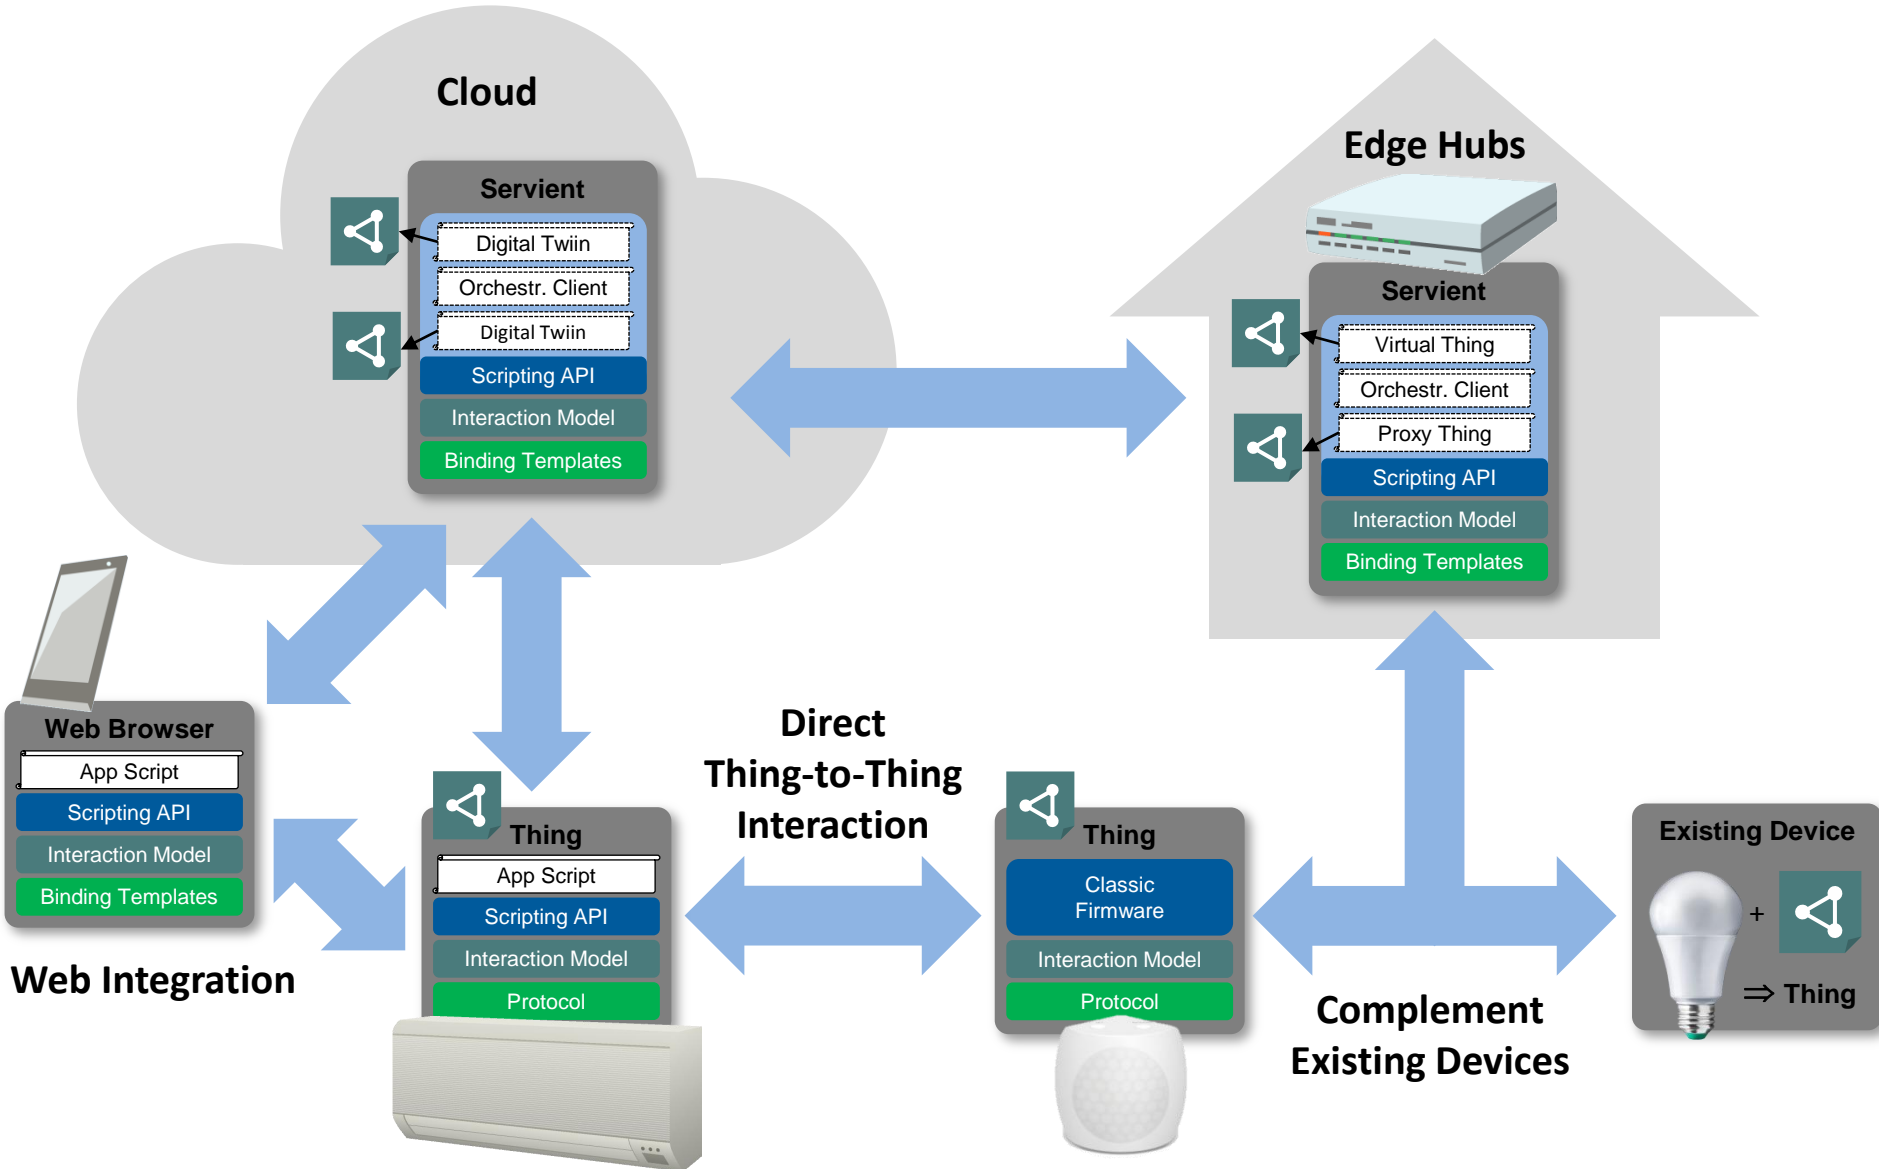 Cloud
Servient
Digital Twiin
Orchestr. Client
Digital Twiin
Scripting API
Interaction Model
Binding Templates
Edge Hubs
Servient
Virtual Thing
Orchestr. Client
Proxy Thing
Scripting API
Interaction Model
Binding Templates
Web Browser
App Script
Scripting API
Interaction Model
Binding Templates
Web Integration
Thing
App Script
Scripting API
Interaction Model
Protocol
Direct
Thing-to-Thing
Interaction
Thing
Classic
Firmware
Interaction Model
Protocol
Complement
Existing Devices
Existing Device
+
⇒ Thing